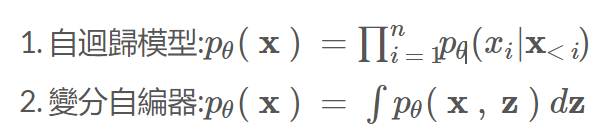 1. 自迴歸模型:pθ( x ) = ∏ⁿᵢ₌₁pθ(xᵢ|x<ᵢ)
2. 變分自編器:pθ( x ) = ∫ pθ( x , z ) dz